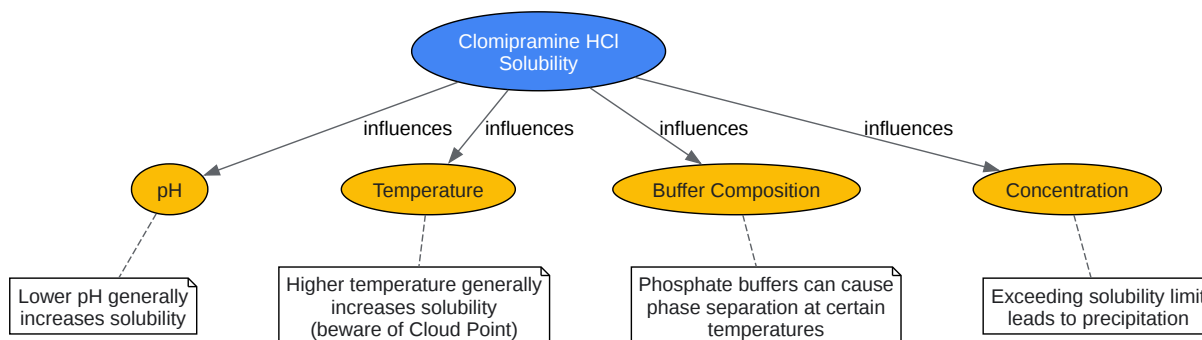 Clomipramine HCl
Solubility
influences
influences
influences
influences
pH
Temperature
Buffer Composition
Concentration
Lower pH generally
increases solubility
Higher temperature generally
increases solubility
(beware of Cloud Point)
Phosphate buffers can cause
phase separation at certain
temperatures
Exceeding solubility limit
leads to precipitation